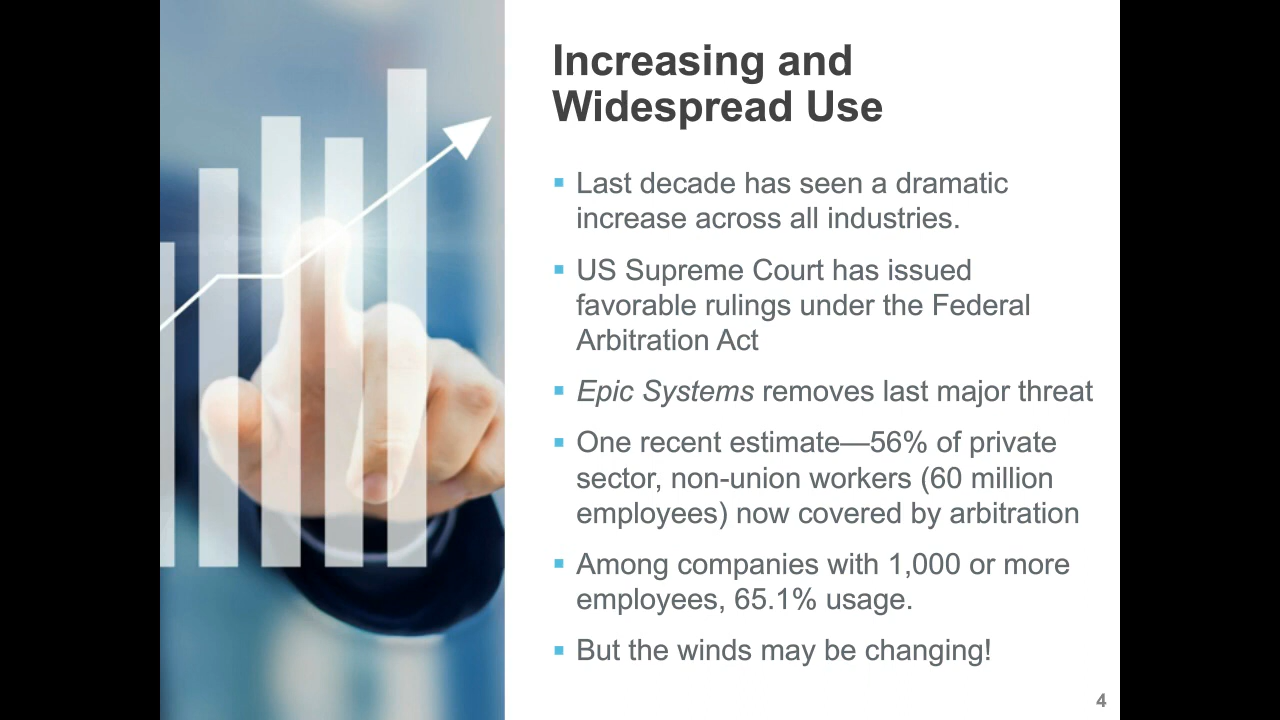 Increasing and
Widespread Use
▪ Last decade has seen a dramatic
increase across all industries.
▪ US Supreme Court has issued
favorable rulings under the Federal
Arbitration Act
▪ Epic Systems removes last major threat
▪ One recent estimate—56% of private
sector, non-union workers (60 million
employees) now covered by arbitration
▪ Among companies with 1,000 or more
employees, 65.1% usage.
▪ But the winds may be changing!
4